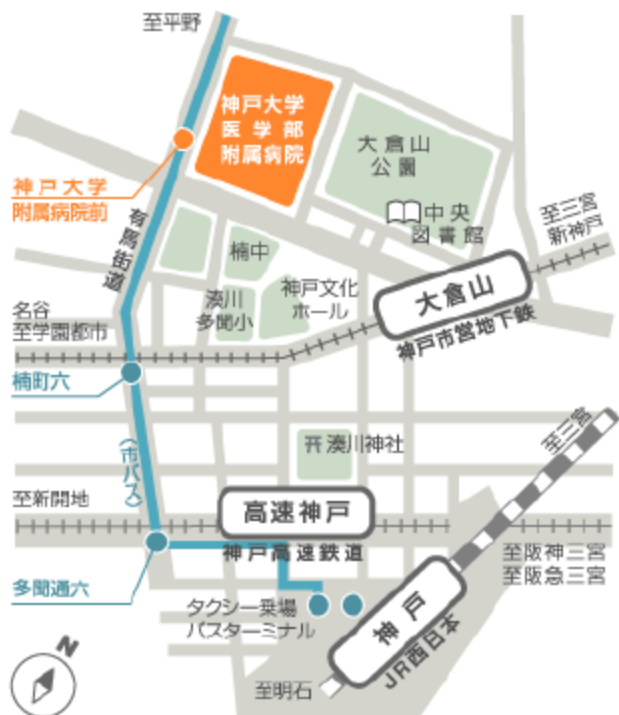 至平野
神戸大学
医学部
附属病院
大倉山
公園
神戸大学
附属病院前
中央
図書館
至三宮
新神戸
有馬街道
楠中
湊川
多聞小
神戸文化
ホール
大倉山
神戸市営地下鉄
名谷
至学園都市
楠町六
(市バス)
湊川神社
至三宮
至新開地
高速神戸
神戸高速鉄道
至阪神三宮
至阪急三宮
多聞通六
タクシー乗場
バスターミナル
神戸
JR西日本
至明石
N